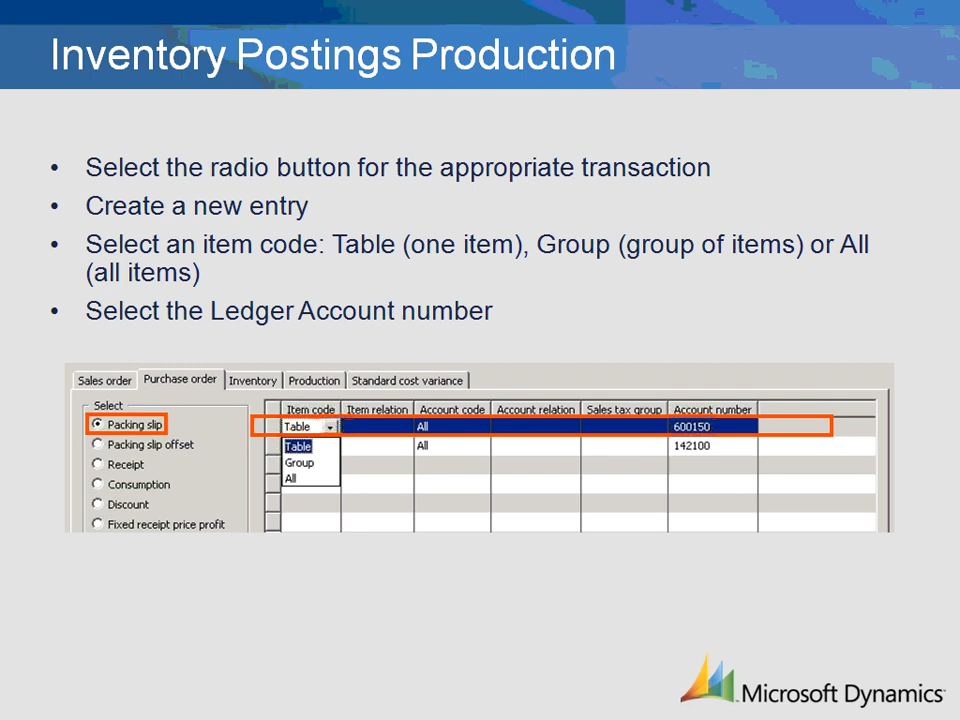 Inventory Postings Production
• Select the radio button for the appropriate transaction
• Create a new entry
• Select an item code: Table (one item), Group (group of items) or All
(all items)
• Select the Ledger Account number
Sales order Purchase order Inventory Production Standard cost variance
Select
Packing slip
Packing slip offset
Receipt
Consumption
Discount
Fixed receipt price profit
Item code Item relation Account code Account relation Sales tax group Account number
Table All 600150
Table All 142100
Group
All
Microsoft Dynamics